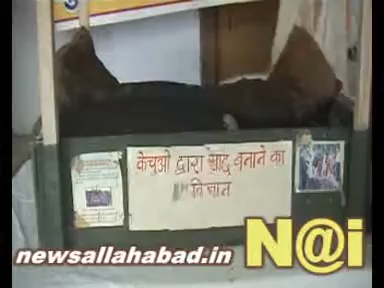 केचुओ द्वारा खाद बनाने का
विज्ञान
newsallahabad.in
N@i